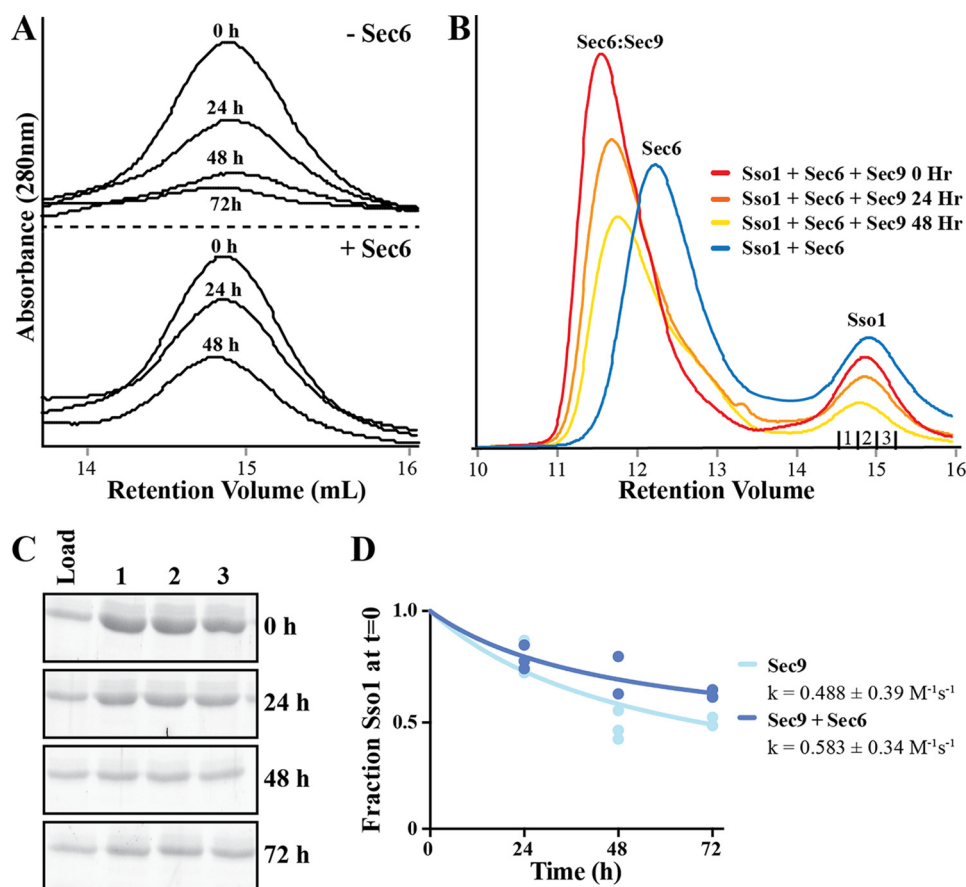 A
0 h
- Sec6
24 h
48 h
72h
+ Sec6
0h
24 h
48 h
Absorbance (280nm)
14
15
16
Retention Volume (mL)
B
Sec6:Sec9
Sec6
Sso1 + Sec6 + Sec9 0 Hr
Sso1 + Sec6 + Sec9 24 Hr
Sso1 + Sec6 + Sec9 48 Hr
Sso1 + Sec6
Sso1
1 2 3
10 11 12 13 14 15 16
Retention Volume
C
Load 1 2 3
0 h
24 h
48 h
72 h
D
Fraction Sso1 at t=0
1.0
0.5
0
0 24 48 72
Time (h)
Sec9
k = 0.488 ± 0.39 M⁻¹s⁻¹
Sec9 + Sec6
k = 0.583 ± 0.34 M⁻¹s⁻¹